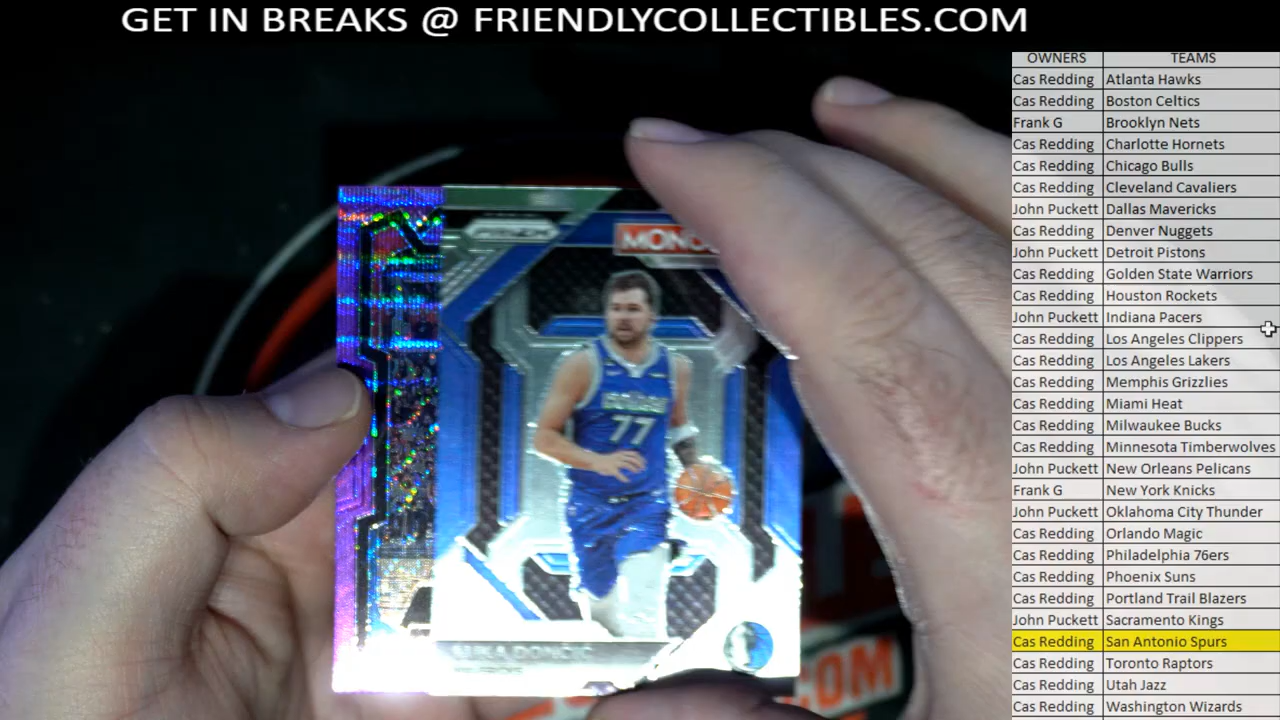 GET IN BREAKS @ FRIENDLYCOLLECTIBLES.COM
OWNERS TEAMS
Cas Redding Atlanta Hawks
Cas Redding Boston Celtics
Frank G Brooklyn Nets
Cas Redding Charlotte Hornets
Cas Redding Chicago Bulls
Cas Redding Cleveland Cavaliers
John Puckett Dallas Mavericks
Cas Redding Denver Nuggets
John Puckett Detroit Pistons
Cas Redding Golden State Warriors
Cas Redding Houston Rockets
John Puckett Indiana Pacers
Cas Redding Los Angeles Clippers
Cas Redding Los Angeles Lakers
Cas Redding Memphis Grizzlies
Cas Redding Miami Heat
Cas Redding Milwaukee Bucks
Cas Redding Minnesota Timberwolves
John Puckett New Orleans Pelicans
Frank G New York Knicks
John Puckett Oklahoma City Thunder
Cas Redding Orlando Magic
Cas Redding Philadelphia 76ers
Cas Redding Phoenix Suns
Cas Redding Portland Trail Blazers
John Puckett Sacramento Kings
Cas Redding San Antonio Spurs
Cas Redding Toronto Raptors
Cas Redding Utah Jazz
Cas Redding Washington Wizards
PRIZM
MONO
77
LUKA DONČIĆ
MAVERICKS
.COM